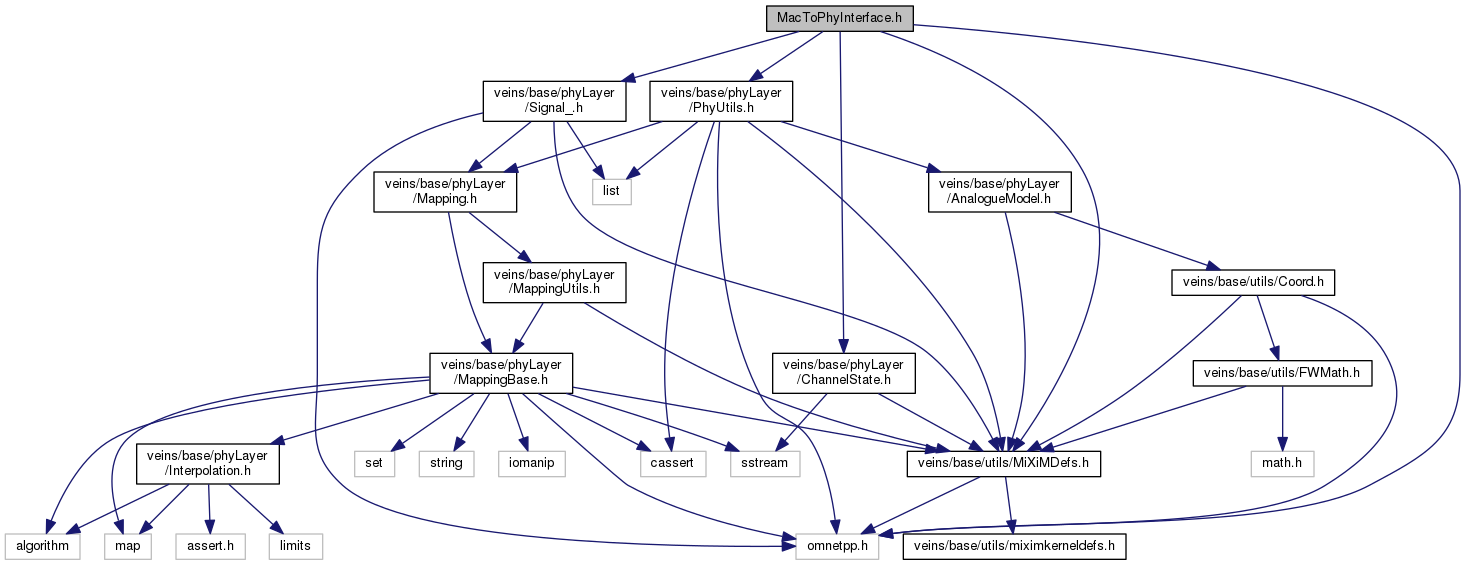 MacToPhyInterface.h
veins/base/phyLayer
/Signal_.h
veins/base/phyLayer
/PhyUtils.h
veins/base/phyLayer
/Mapping.h
list
veins/base/phyLayer
/AnalogueModel.h
veins/base/phyLayer
/MappingUtils.h
veins/base/utils/Coord.h
veins/base/phyLayer
/MappingBase.h
veins/base/phyLayer
/ChannelState.h
veins/base/utils/FWMath.h
veins/base/phyLayer
/Interpolation.h
set
string
iomanip
cassert
sstream
veins/base/utils/MiXiMDefs.h
math.h
algorithm
map
assert.h
limits
omnetpp.h
veins/base/utils/miximkerneldefs.h